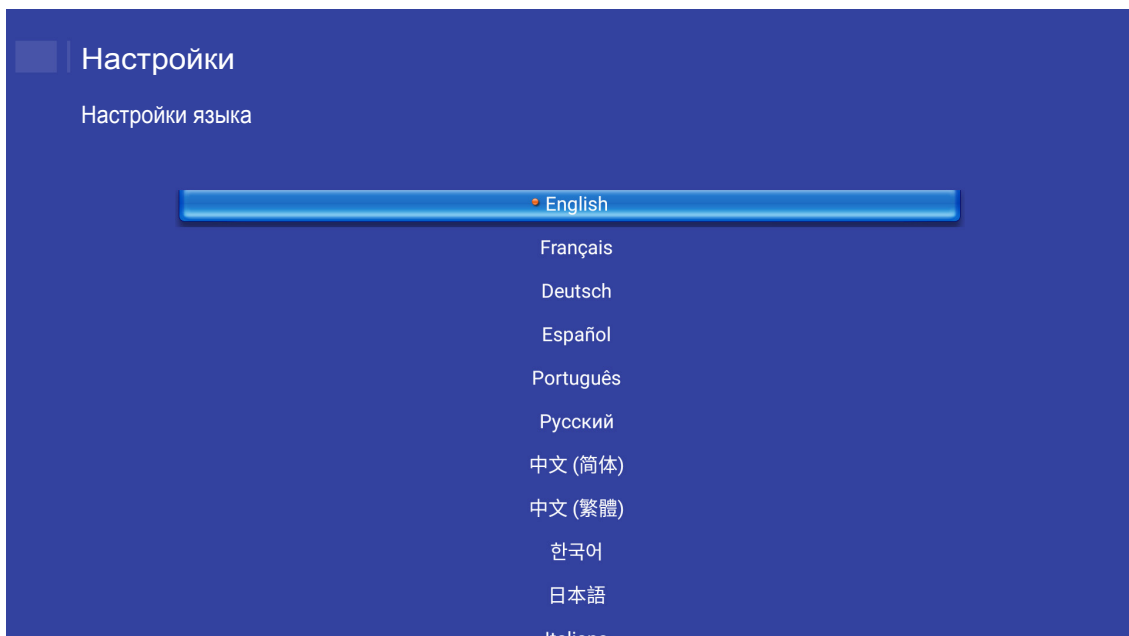 Настройки
Настройки языка
English
Français
Deutsch
Español
Português
Русский
中文 (简体)
中文 (繁體)
한국어
日本語